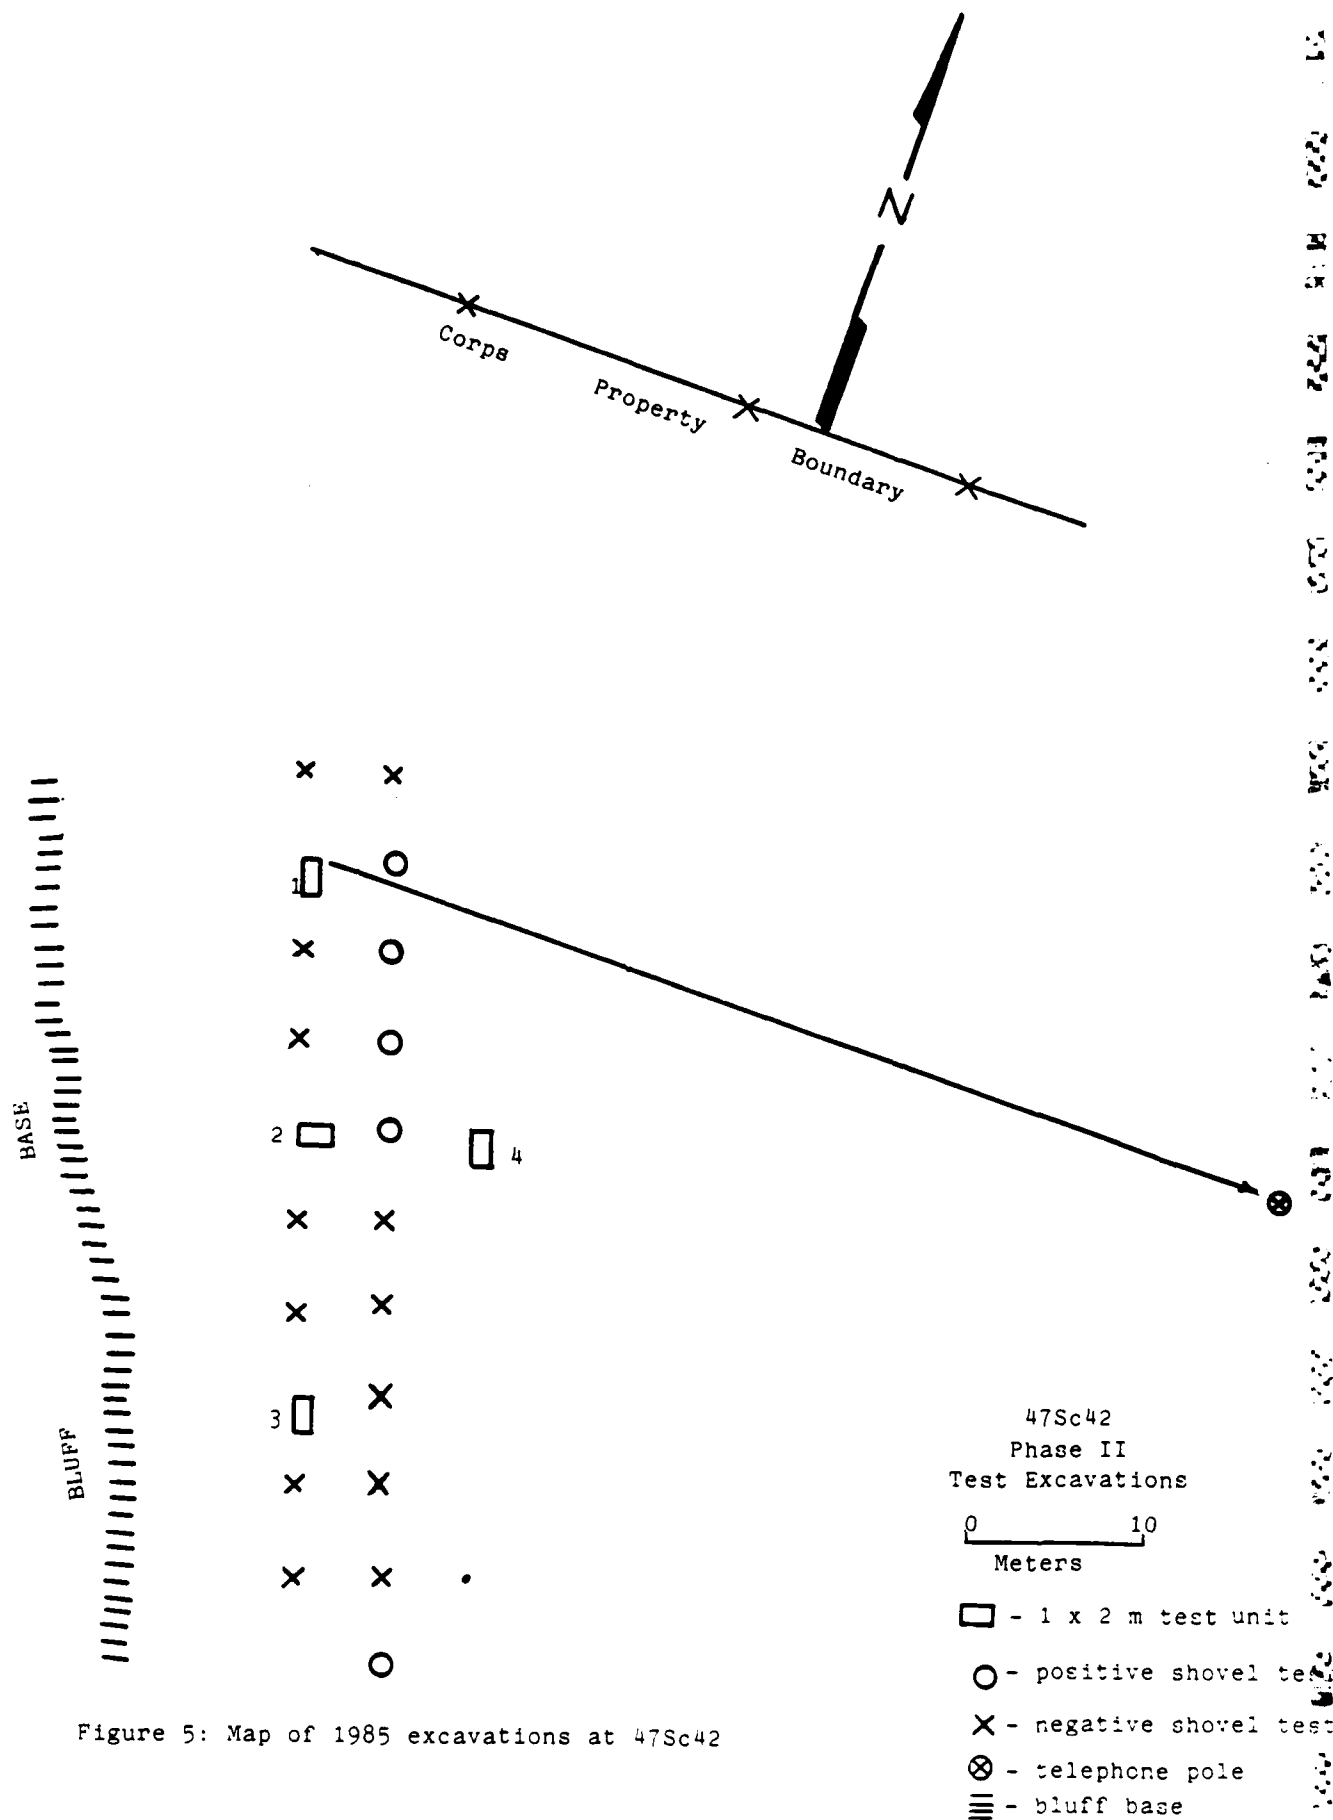 N
Corps
Property
Boundary
1
BASE
2
4
3
BLUFF
47Sc42
Phase II
Test Excavations
0 10
Meters
- 1 x 2 m test unit
- positive shovel
- negative shovel test
- telephone pole
- bluff base
Figure 5: Map of 1985 excavations at 47Sc42